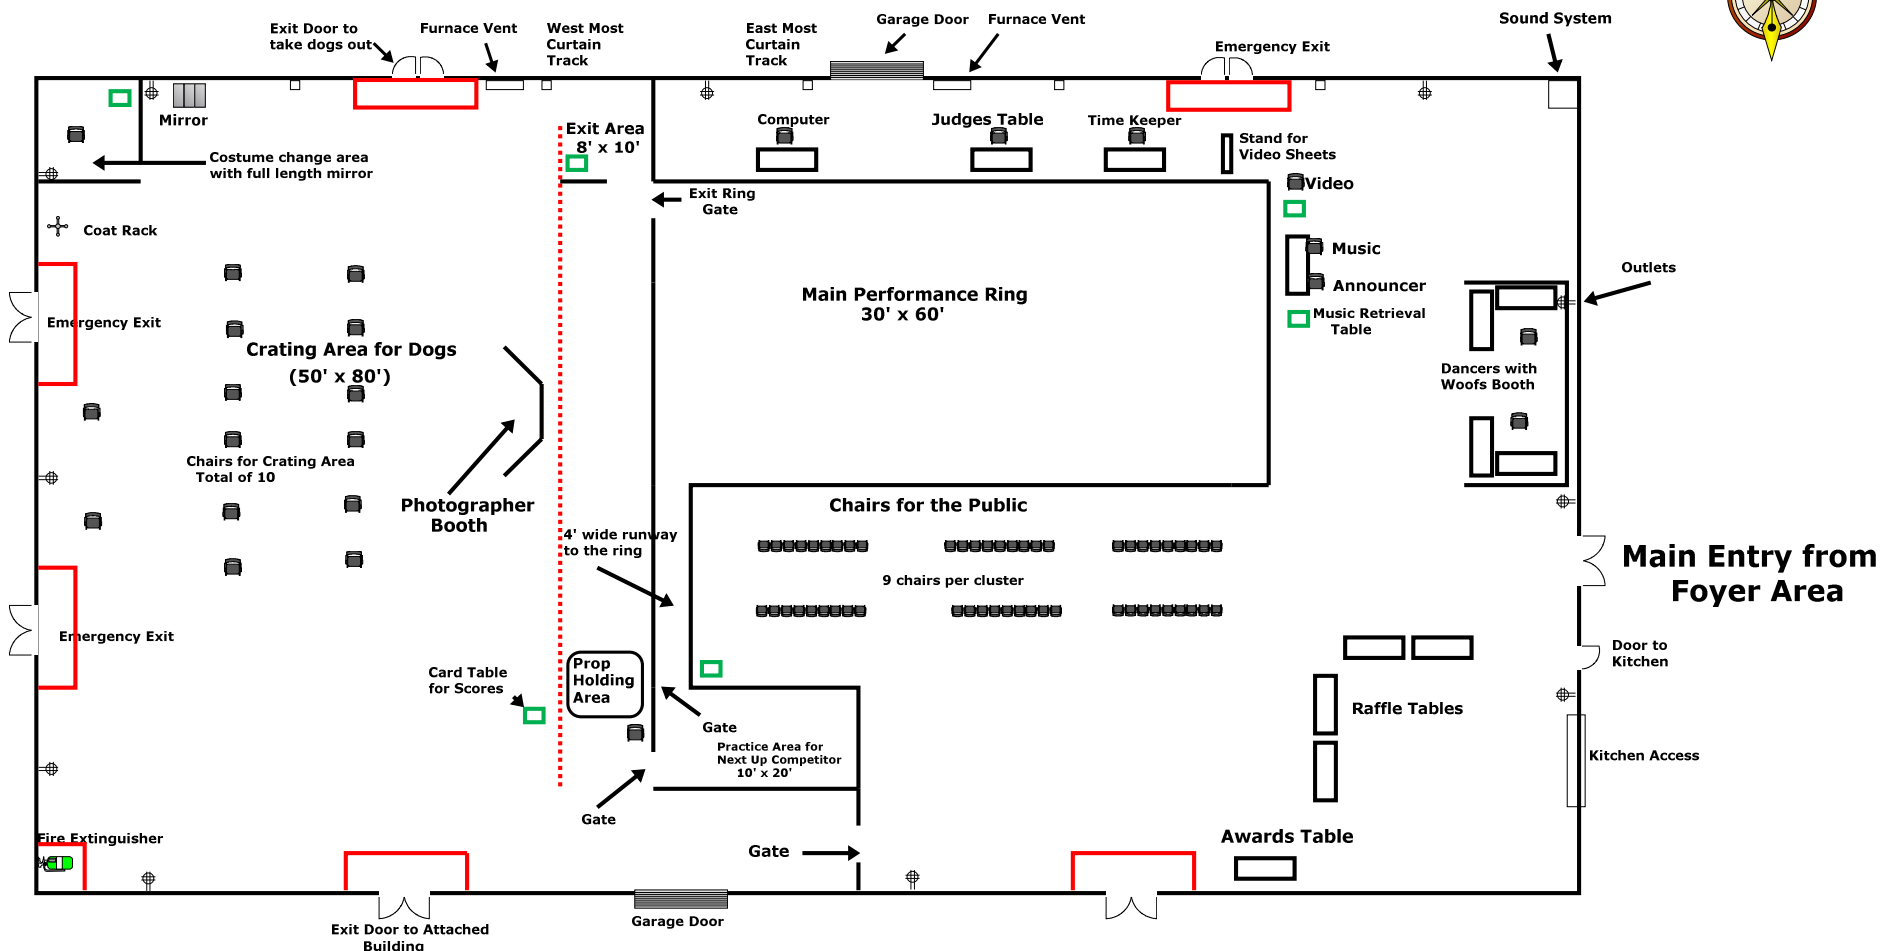 Exit Door to
take dogs out
Furnace Vent
West Most
Curtain
Track
East Most
Curtain
Track
Garage Door
Furnace Vent
Emergency Exit
Sound System
Mirror
Costume change area
with full length mirror
Exit Area
8' x 10'
Computer
Judges Table
Time Keeper
Stand for
Video Sheets
Video
Exit Ring
Gate
Coat Rack
Music
Announcer
Music Retrieval
Table
Outlets
Emergency Exit
Main Performance Ring
30' x 60'
Crating Area for Dogs
(50' x 80')
Dancers with
Woofs Booth
Chairs for Crating Area
Total of 10
Photographer
Booth
Chairs for the Public
4' wide runway
to the ring
9 chairs per cluster
Main Entry from
Foyer Area
Emergency Exit
Door to
Kitchen
Card Table
for Scores
Prop
Holding
Area
Gate
Raffle Tables
Practice Area for
Next Up Competitor
10' x 20'
Kitchen Access
Gate
Fire Extinguisher
Gate
Awards Table
Exit Door to Attached
Building
Garage Door